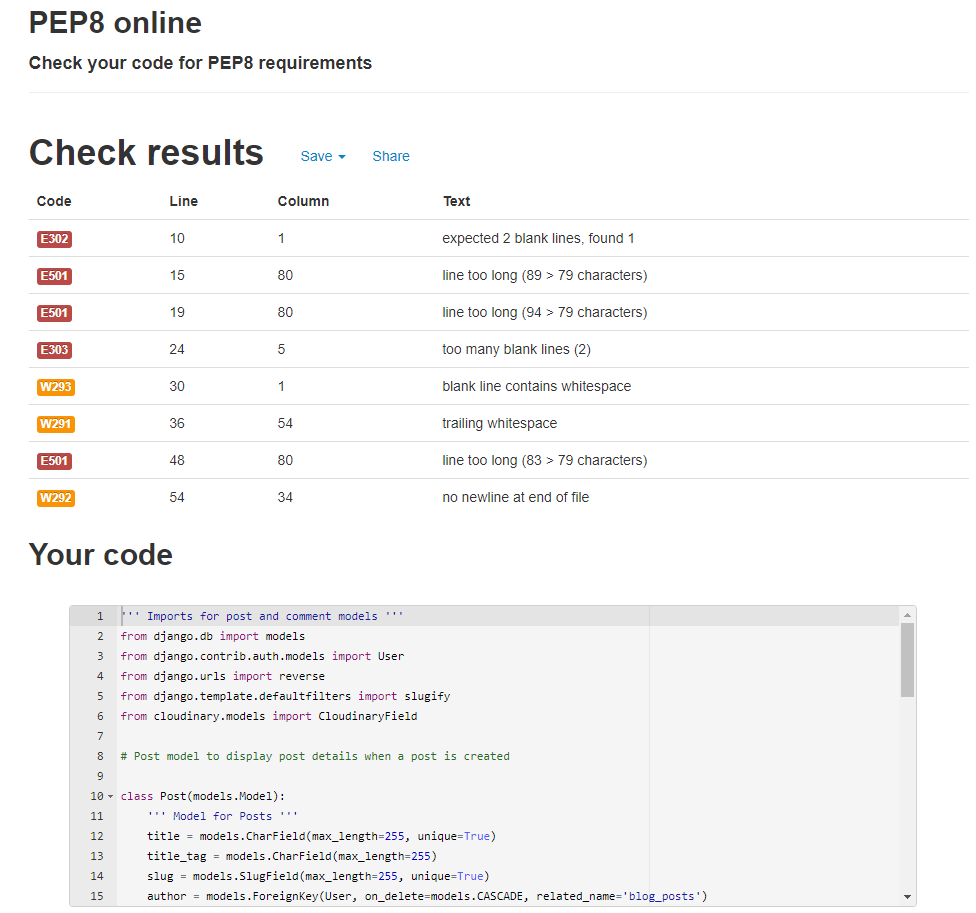 PEP8 online
Check your code for PEP8 requirements
Check results Save Share
Code Line Column Text
E302 10 1 expected 2 blank lines, found 1
E501 15 80 line too long (89 > 79 characters)
E501 19 80 line too long (94 > 79 characters)
E303 24 5 too many blank lines (2)
W293 30 1 blank line contains whitespace
W291 36 54 trailing whitespace
E501 48 80 line too long (83 > 79 characters)
W292 54 34 no newline at end of file
Your code
1 ''' Imports for post and comment models '''
2 from django.db import models
3 from django.contrib.auth.models import User
4 from django.urls import reverse
5 from django.template.defaultfilters import slugify
6 from cloudinary.models import CloudinaryField
7
8 # Post model to display post details when a post is created
9
10 class Post(models.Model):
11 ''' Model for Posts '''
12 title = models.CharField(max_length=255, unique=True)
13 title_tag = models.CharField(max_length=255)
14 slug = models.SlugField(max_length=255, unique=True)
15 author = models.ForeignKey(User, on_delete=models.CASCADE, related_name='blog_posts')